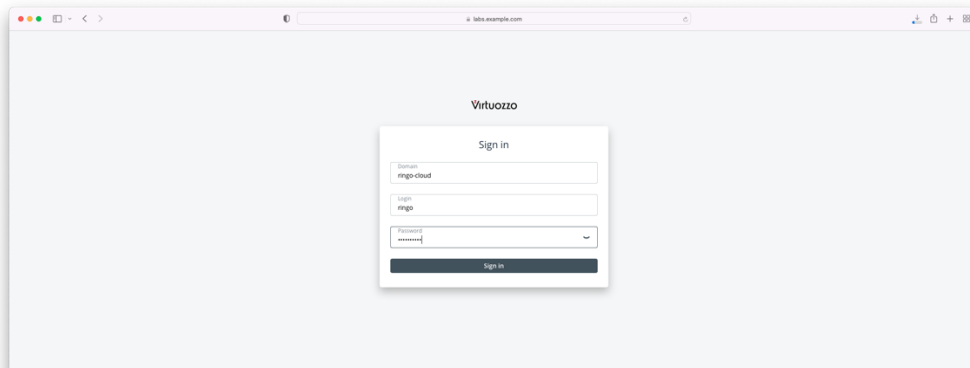 labs.example.com
Virtuozzo
Sign in
Domain
ringo-cloud
Login
ringo
Password
••••••••••
Sign in